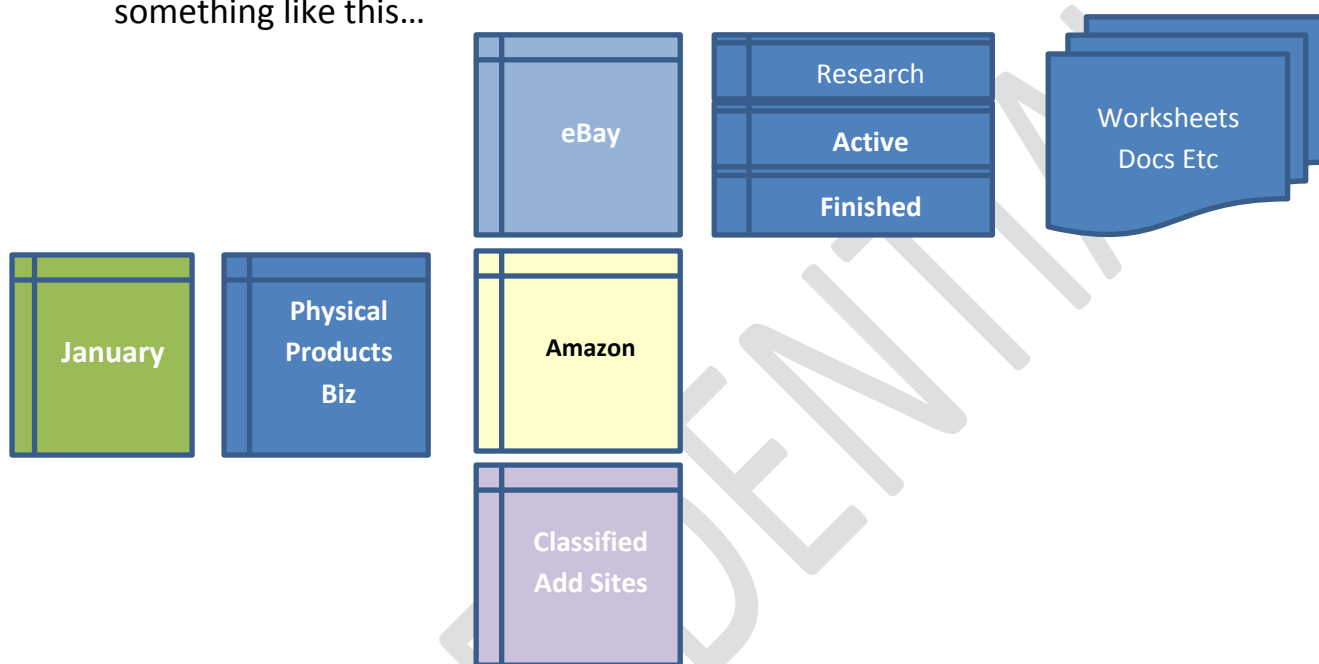 something like this…
eBay
Research
Active
Finished
Worksheets
Docs Etc
January
Physical
Products
Biz
Amazon
Classified
Add Sites